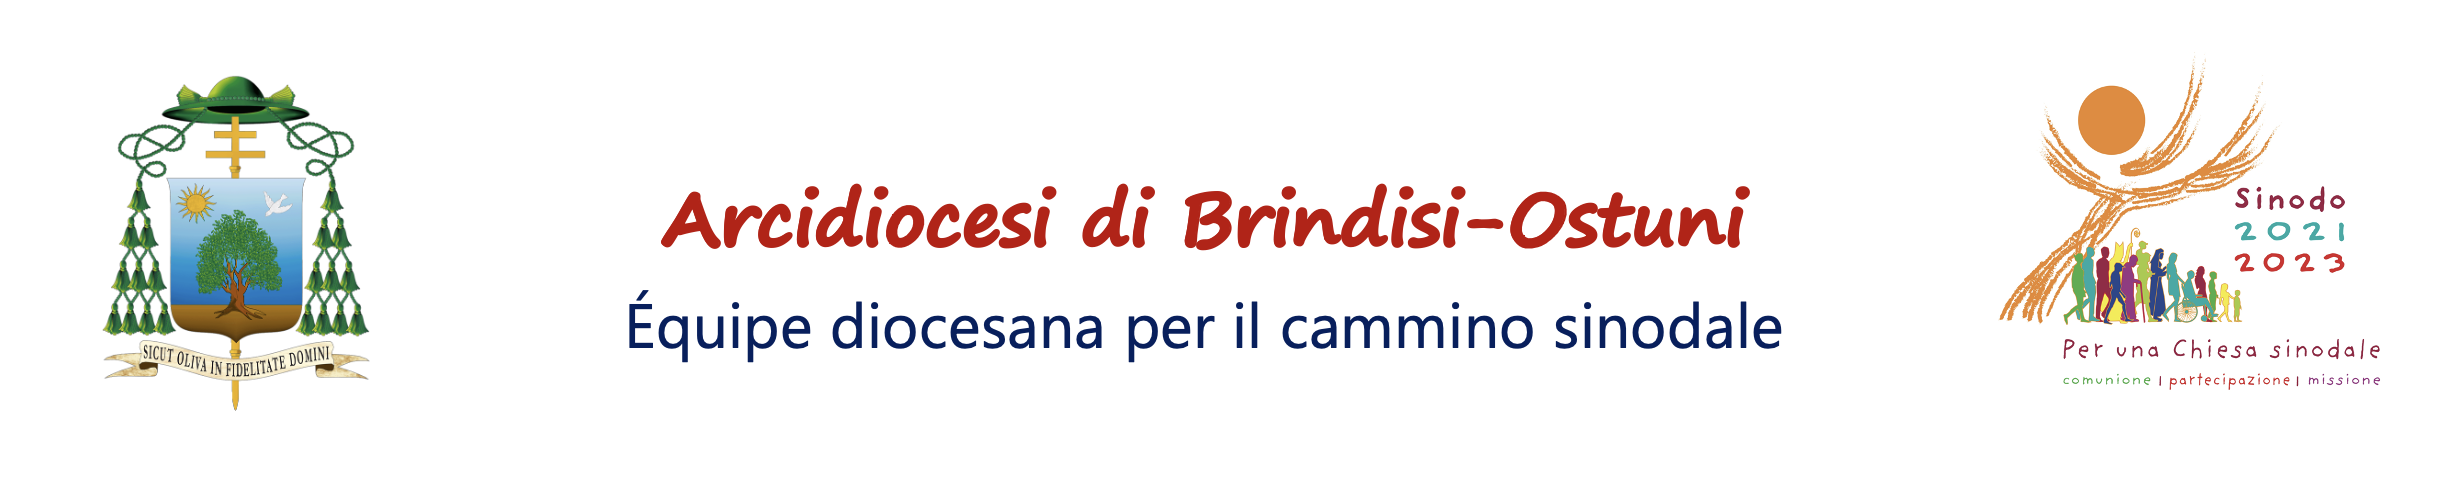 SICUT OLIVA IN FIDELITATE DOMINI
Arcidiocesi di Brindisi-Ostuni
Équipe diocesana per il cammino sinodale
Sinodo
2021
2023
Per una Chiesa sinodale
comunione | partecipazione | missione